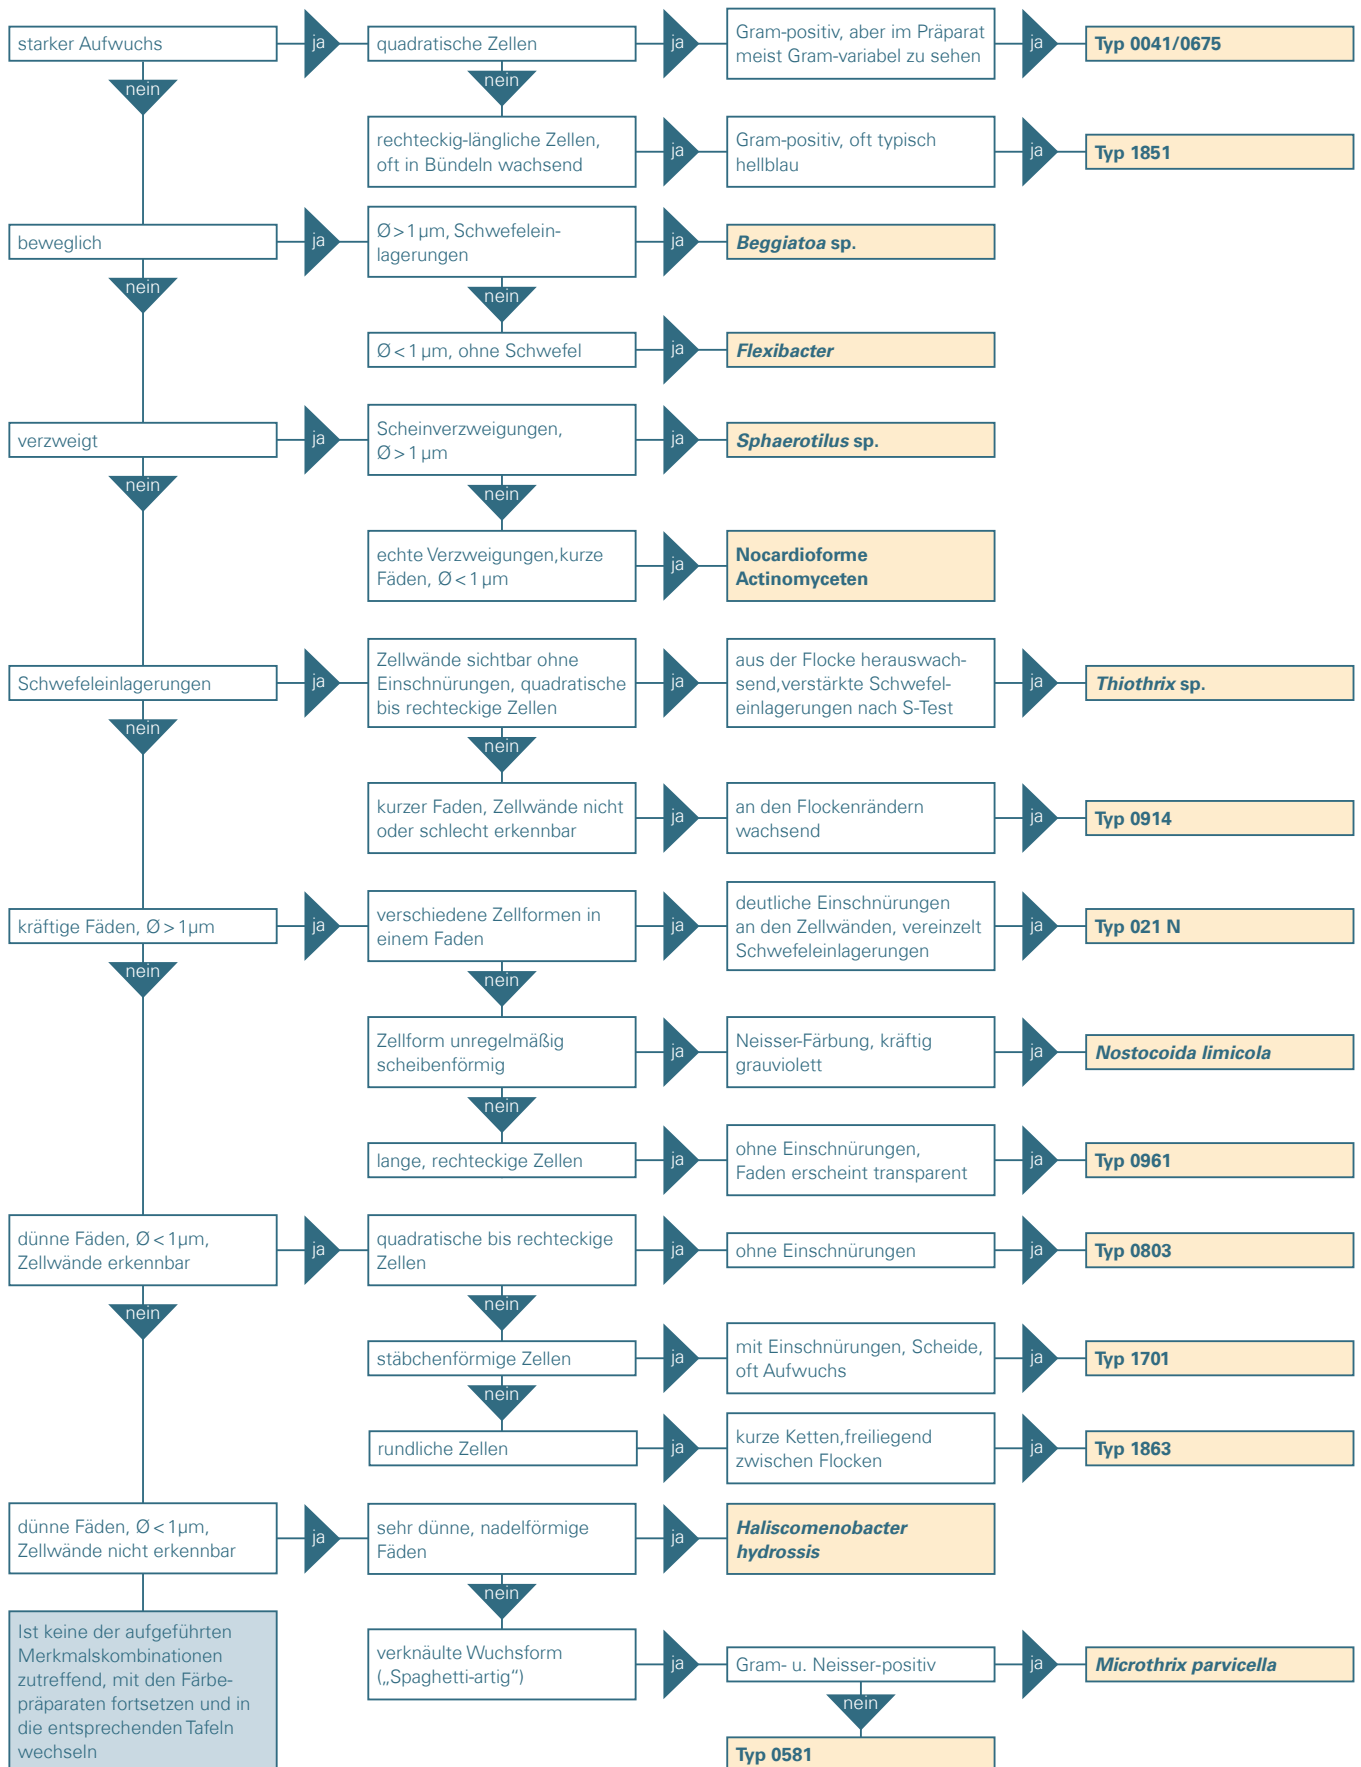 starker Aufwuchs
ja
quadratische Zellen
ja
Gram-positiv, aber im Präparat
meist Gram-variabel zu sehen
ja
Typ 0041/0675
nein
nein
rechteckig-längliche Zellen,
oft in Bündeln wachsend
ja
Gram-positiv, oft typisch
hellblau
ja
Typ 1851
beweglich
ja
Ø > 1 µm, Schwefelein-
lagerungen
ja
Beggiatoa sp.
nein
nein
Ø < 1 µm, ohne Schwefel
ja
Flexibacter
verzweigt
ja
Scheinverzweigungen,
Ø > 1 µm
ja
Sphaerotilus sp.
nein
nein
echte Verzweigungen,kurze
Fäden, Ø < 1 µm
ja
Nocardioforme
Actinomyceten
Schwefeleinlagerungen
ja
Zellwände sichtbar ohne
Einschnürungen, quadratische
bis rechteckige Zellen
ja
aus der Flocke herauswach-
send,verstärkte Schwefel-
einlagerungen nach S-Test
ja
Thiothrix sp.
nein
nein
kurzer Faden, Zellwände nicht
oder schlecht erkennbar
ja
an den Flockenrändern
wachsend
ja
Typ 0914
kräftige Fäden, Ø > 1µm
ja
verschiedene Zellformen in
einem Faden
ja
deutliche Einschnürungen
an den Zellwänden, vereinzelt
Schwefeleinlagerungen
ja
Typ 021 N
nein
nein
Zellform unregelmäßig
scheibenförmig
ja
Neisser-Färbung, kräftig
grauviolett
ja
Nostocoida limicola
nein
lange, rechteckige Zellen
ja
ohne Einschnürungen,
Faden erscheint transparent
ja
Typ 0961
dünne Fäden, Ø < 1µm,
Zellwände erkennbar
ja
quadratische bis rechteckige
Zellen
ja
ohne Einschnürungen
ja
Typ 0803
nein
nein
stäbchenförmige Zellen
ja
mit Einschnürungen, Scheide,
oft Aufwuchs
ja
Typ 1701
nein
rundliche Zellen
ja
kurze Ketten,freiliegend
zwischen Flocken
ja
Typ 1863
dünne Fäden, Ø < 1µm,
Zellwände nicht erkennbar
ja
sehr dünne, nadelförmige
Fäden
ja
Haliscomenobacter
hydrossis
nein
Ist keine der aufgeführten
Merkmalskombinationen
zutreffend, mit den Färbe-
präparaten fortsetzen und in
die entsprechenden Tafeln
wechseln
verknäulte Wuchsform
(„Spaghetti-artig“)
ja
Gram- u. Neisser-positiv
ja
Microthrix parvicella
nein
Typ 0581